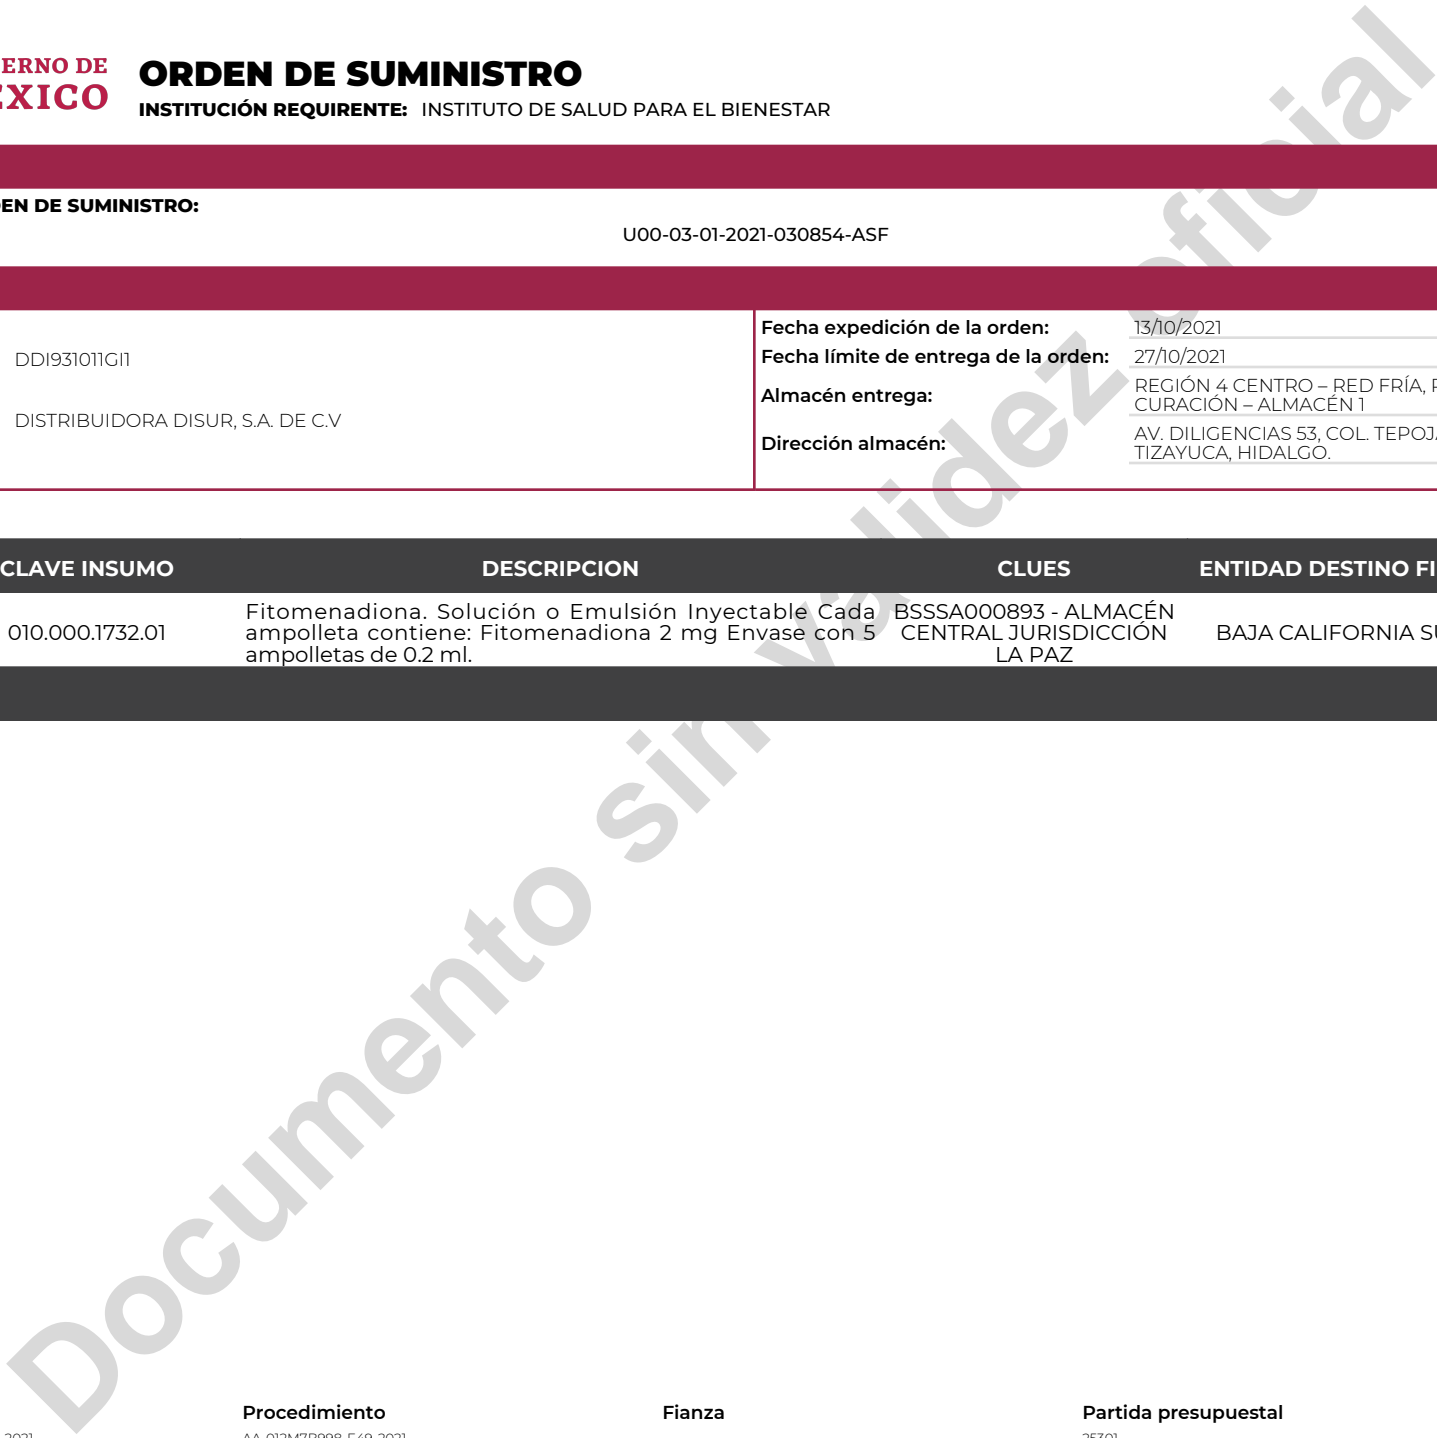 ERNO DE
ORDEN DE SUMINISTRO
INSTITUCIÓN REQUIRENTE: INSTITUTO DE SALUD PARA EL BIENESTAR
EN DE SUMINISTRO:
U00-03-01-2021-030854-ASF
DDI931011GI1
DISTRIBUIDORA DISUR, S.A. DE C.V
Fecha expedición de la orden: 13/10/2021
Fecha límite de entrega de la orden: 27/10/2021
Almacén entrega: REGIÓN 4 CENTRO – RED FRÍA,
CURACIÓN – ALMACÉN 1
Dirección almacén: AV. DILIGENCIAS 53, COL. TEPOJ
TIZAYUCA, HIDALGO.
CLAVE INSUMO DESCRIPCION CLUES ENTIDAD DESTINO FI
010.000.1732.01
Fitomenadiona. Solución o Emulsión Inyectable Cada
ampolleta contiene: Fitomenadiona 2 mg Envase con 5
ampolletas de 0.2 ml.
BSSSA000893 - ALMACÉN
CENTRAL JURISDICCIÓN
LA PAZ
BAJA CALIFORNIA S
Documento sin validez oficial
Procedimiento Fianza Partida presupuestal